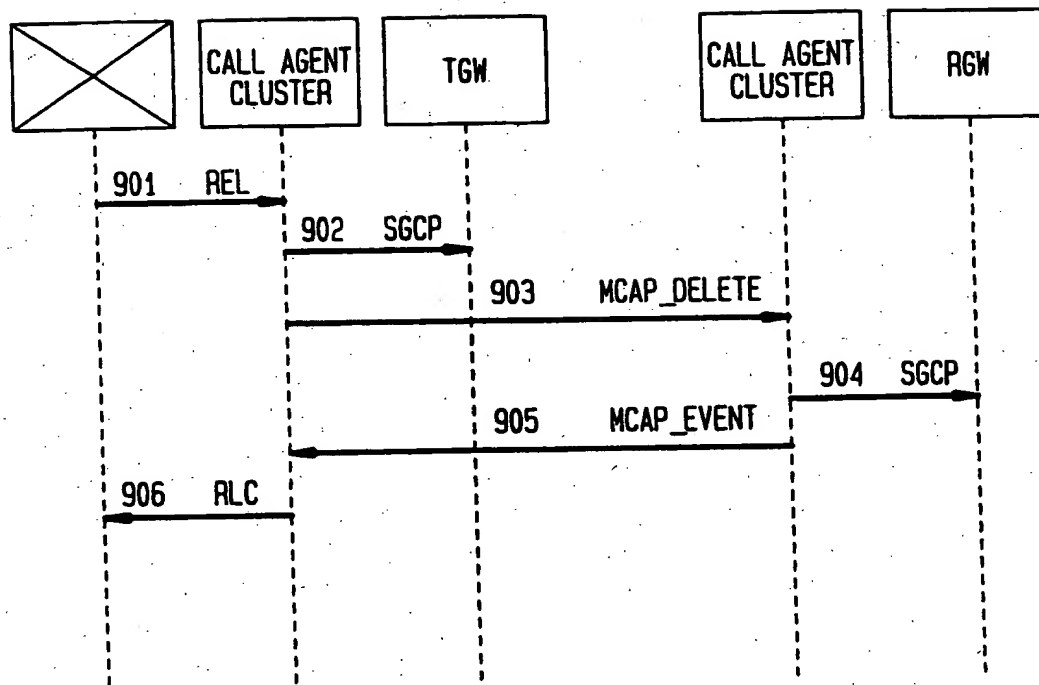 CALL AGENT
CLUSTER
TGW
CALL AGENT
CLUSTER
RGW
901 REL
902 SGCP
903 MCAP_DELETE
904 SGCP
905 MCAP_EVENT
906 RLC